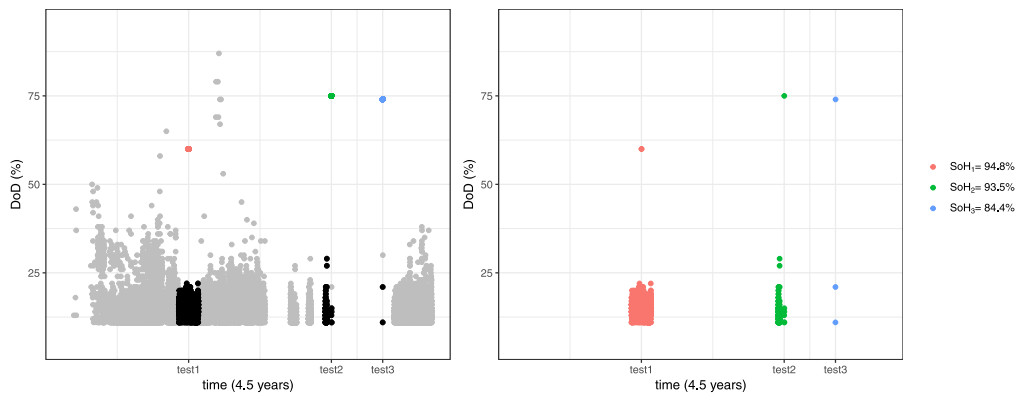 75
50
25
DoD (%)
test1
test2
test3
time (4.5 years)
75
50
25
DoD (%)
test1
test2
test3
time (4.5 years)
SoH₁= 94.8%
SoH₂= 93.5%
SoH₃= 84.4%